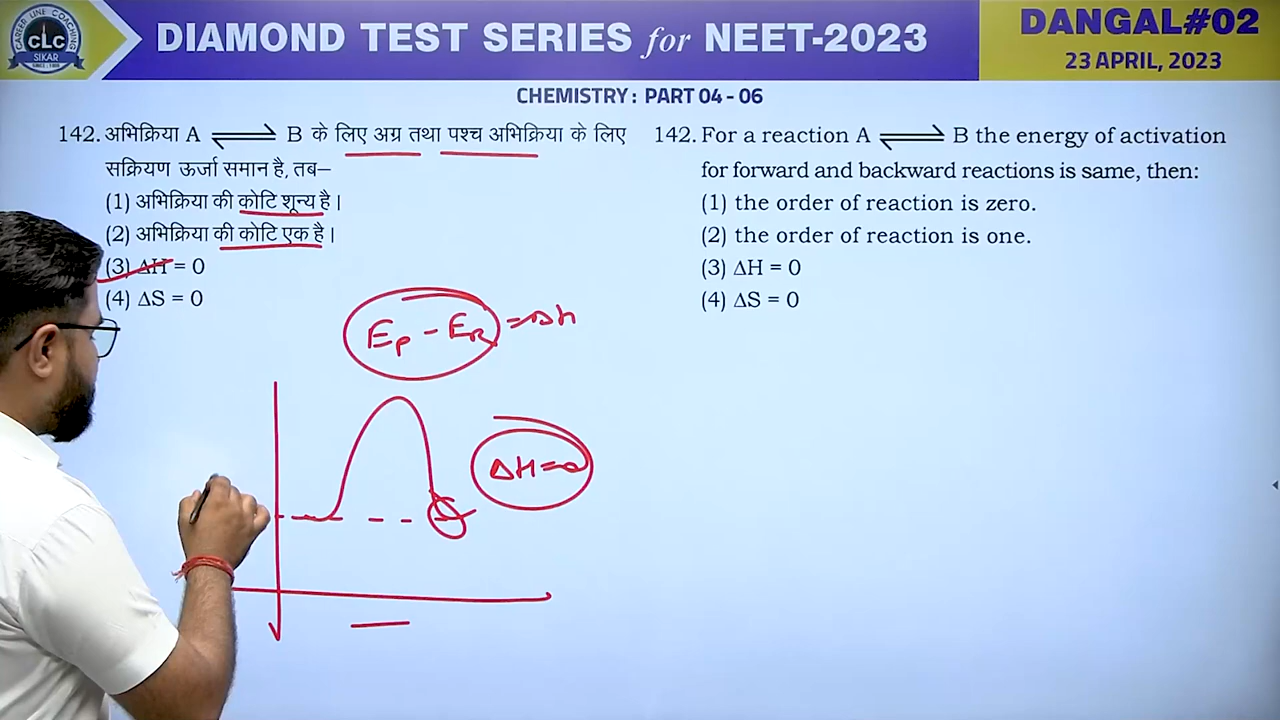 CAREER LINE COACHING
CLC
SIKAR
SINCE : 1996
DIAMOND TEST SERIES for NEET-2023
DANGAL#02
23 APRIL, 2023
CHEMISTRY : PART 04 - 06
142. अभिक्रिया A ⇌ B के लिए अग्र तथा पश्च अभिक्रिया के लिए
सक्रियण ऊर्जा समान है, तब—
(1) अभिक्रिया की कोटि शून्य है।
(2) अभिक्रिया की कोटि एक है।
(3) ΔH = 0
(4) ΔS = 0
142. For a reaction A ⇌ B the energy of activation
for forward and backward reactions is same, then:
(1) the order of reaction is zero.
(2) the order of reaction is one.
(3) ΔH = 0
(4) ΔS = 0
Ep - ER = Δh
ΔH = 0